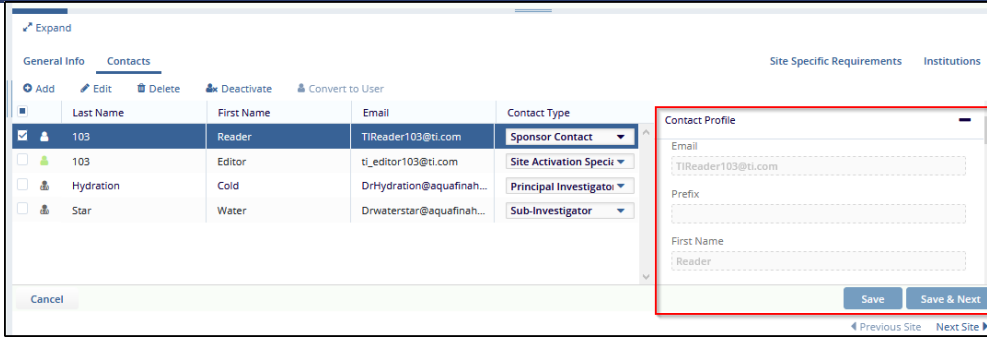 Expand
General Info Contacts Site Specific Requirements Institutions
Add Edit Delete Deactivate Convert to User
Last Name First Name Email Contact Type
103 Reader TIReader103@ti.com Sponsor Contact
103 Editor ti_editor103@ti.com Site Activation Specia
Hydration Cold DrHydration@aquafinah... Principal Investigator
Star Water Drwaterstar@aquafinah... Sub-Investigator
Contact Profile
Email
TIReader103@ti.com
Prefix
First Name
Reader
Cancel Save Save & Next
Previous Site Next Site